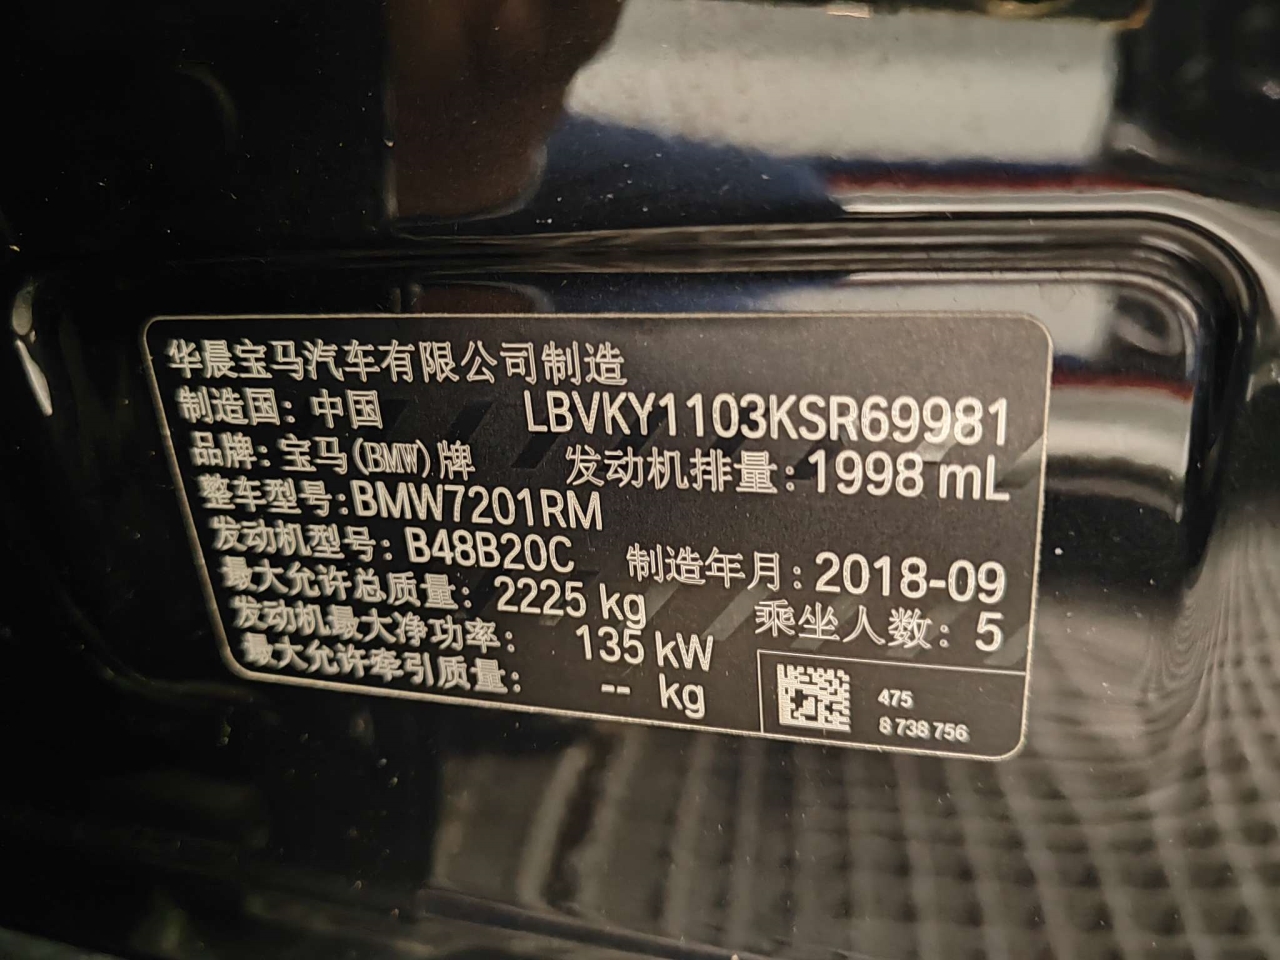 华晨宝马汽车有限公司制造
制造国：中国 LBVKY1103KSR69981
品牌：宝马(BMW)牌 发动机排量：1998 mL
整车型号：BMW7201RM
发动机型号：B48B20C 制造年月：2018-09
最大允许总质量：2225 kg 乘坐人数：5
发动机最大净功率：135 kW
最大允许牵引质量：-- kg
475
8 738 756